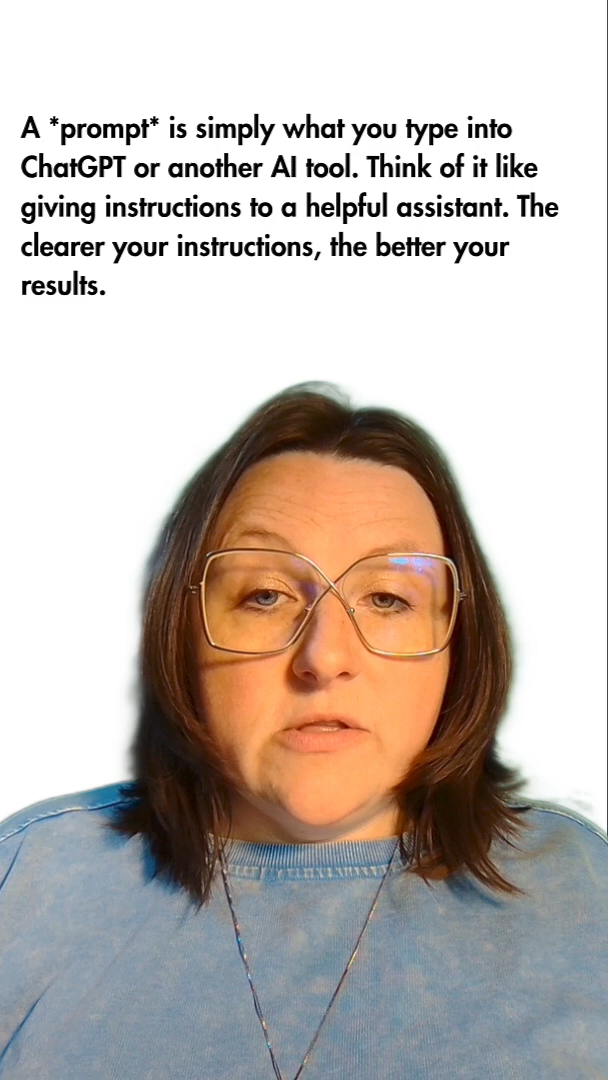 A *prompt* is simply what you type into
ChatGPT or another AI tool. Think of it like
giving instructions to a helpful assistant. The
clearer your instructions, the better your
results.